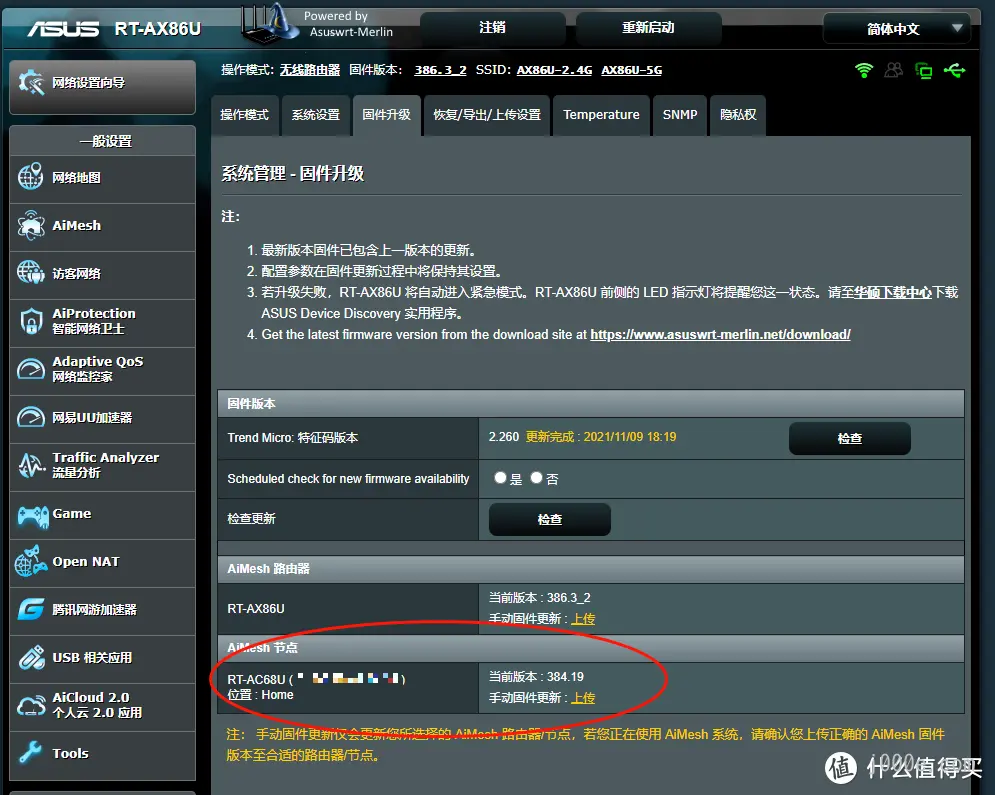 ASUS RT-AX86U
Powered by
Asuswrt-Merlin
注销
重新启动
简体中文
网络设置向导
操作模式: 无线路由器 固件版本: 386.3_2 SSID: AX86U-2.4G AX86U-5G
操作模式
系统设置
固件升级
恢复/导出/上传设置
Temperature
SNMP
隐私权
一般设置
网络地图
AiMesh
访客网络
AiProtection
智能网络卫士
Adaptive QoS
网络监控家
网易UU加速器
Traffic Analyzer
流量分析
Game
Open NAT
腾讯网游加速器
USB 相关应用
AiCloud 2.0
个人云 2.0 应用
Tools
系统管理 - 固件升级
注:
1. 最新版本固件已包含上一版本的更新。
2. 配置参数在固件更新过程中将保持其设置。
3. 若升级失败，RT-AX86U 将自动进入紧急模式。RT-AX86U 前侧的 LED 指示灯将提醒您这一状态。请至华硕下载中心下载
ASUS Device Discovery 实用程序。
4. Get the latest firmware version from the download site at https://www.asuswrt-merlin.net/download/
固件版本
Trend Micro: 特征码版本
2.260 更新完成 : 2021/11/09 18:19
检查
Scheduled check for new firmware availability
是 否
检查更新
检查
AiMesh 路由器
RT-AX86U
当前版本 : 386.3_2
手动固件更新 : 上传
AiMesh 节点
RT-AC68U ( )
位置 : Home
当前版本 : 384.19
手动固件更新 : 上传
注： 手动固件更新仅会更新您所选择的 AiMesh 路由器/节点，若您正在使用 AiMesh 系统，请确认您上传正确的 AiMesh 固件
版本至合适的路由器/节点。
值 什么值得买